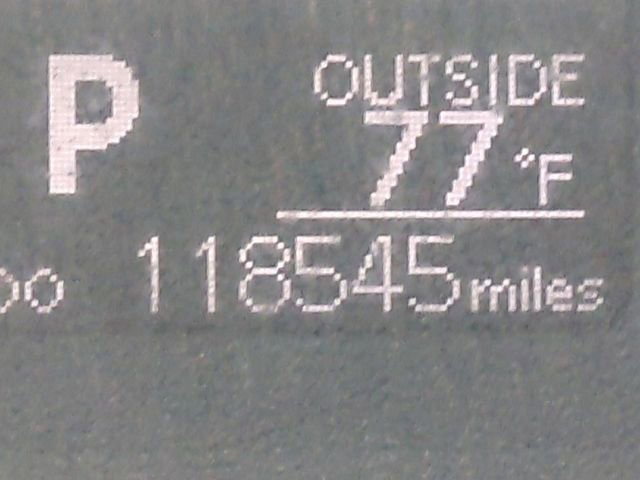 P
OUTSIDE
77 °F
118545 miles